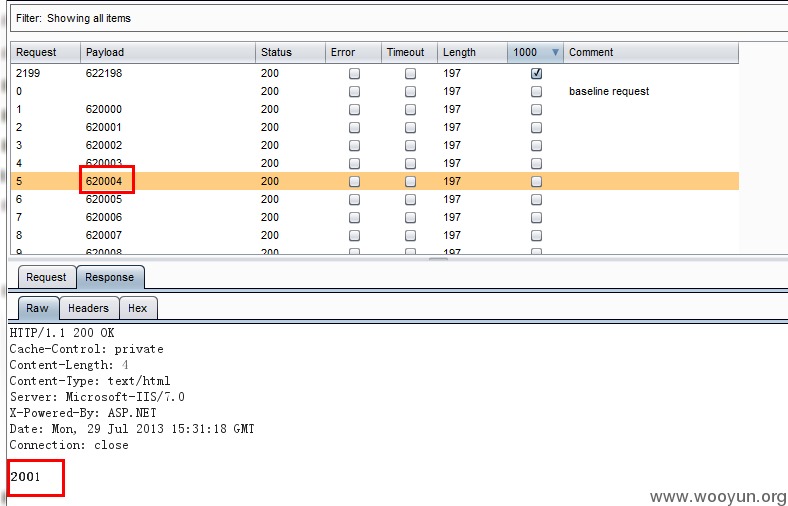 Filter: Showing all items
Request Payload Status Error Timeout Length 1000 Comment
2199 622198 200 197
0 200 197 baseline request
1 620000 200 197
2 620001 200 197
3 620002 200 197
4 620003 200 197
5 620004 200 197
6 620005 200 197
7 620006 200 197
8 620007 200 197
9 620008 200 197
Request Response
Raw Headers Hex
HTTP/1.1 200 OK
Cache-Control: private
Content-Length: 4
Content-Type: text/html
Server: Microsoft-IIS/7.0
X-Powered-By: ASP.NET
Date: Mon, 29 Jul 2013 15:31:18 GMT
Connection: close
2001
www.wooyun.org